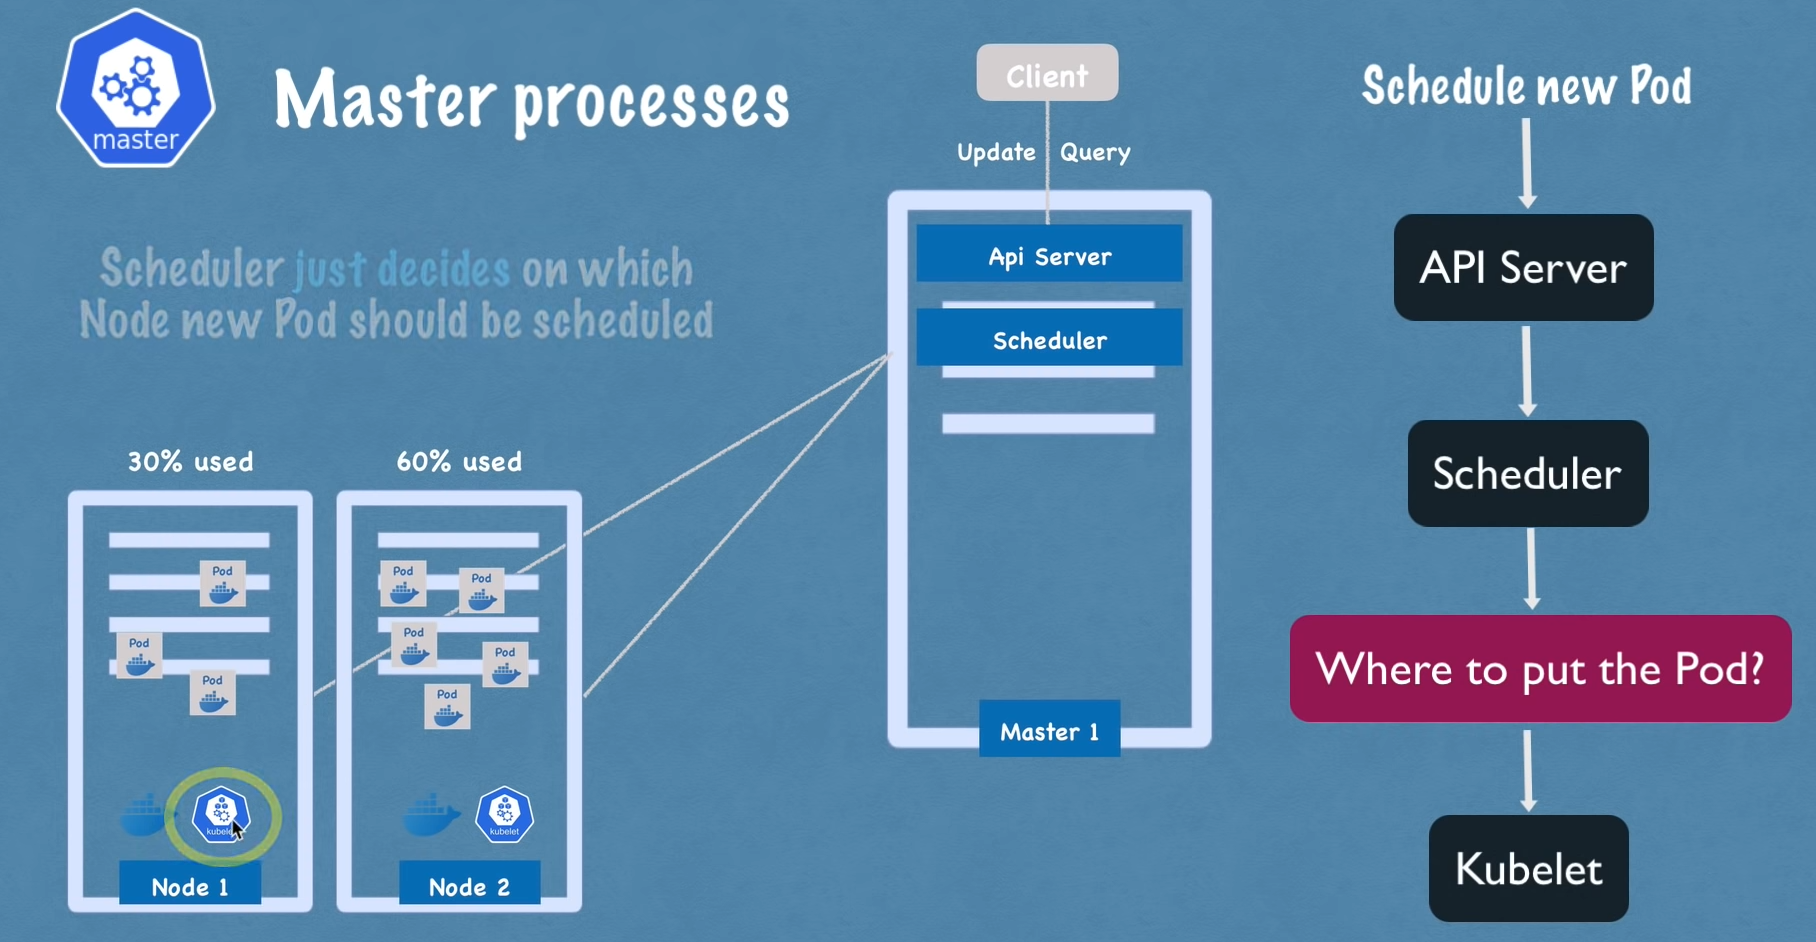 master
Master processes
Scheduler just decides on which
Node new Pod should be scheduled
30% used
60% used
Pod
Pod
Pod
Pod
Pod
Pod
Pod
Pod
kubelet
kubelet
Node 1
Node 2
Client
Update
Query
Api Server
Scheduler
Master 1
Schedule new Pod
API Server
Scheduler
Where to put the Pod?
Kubelet